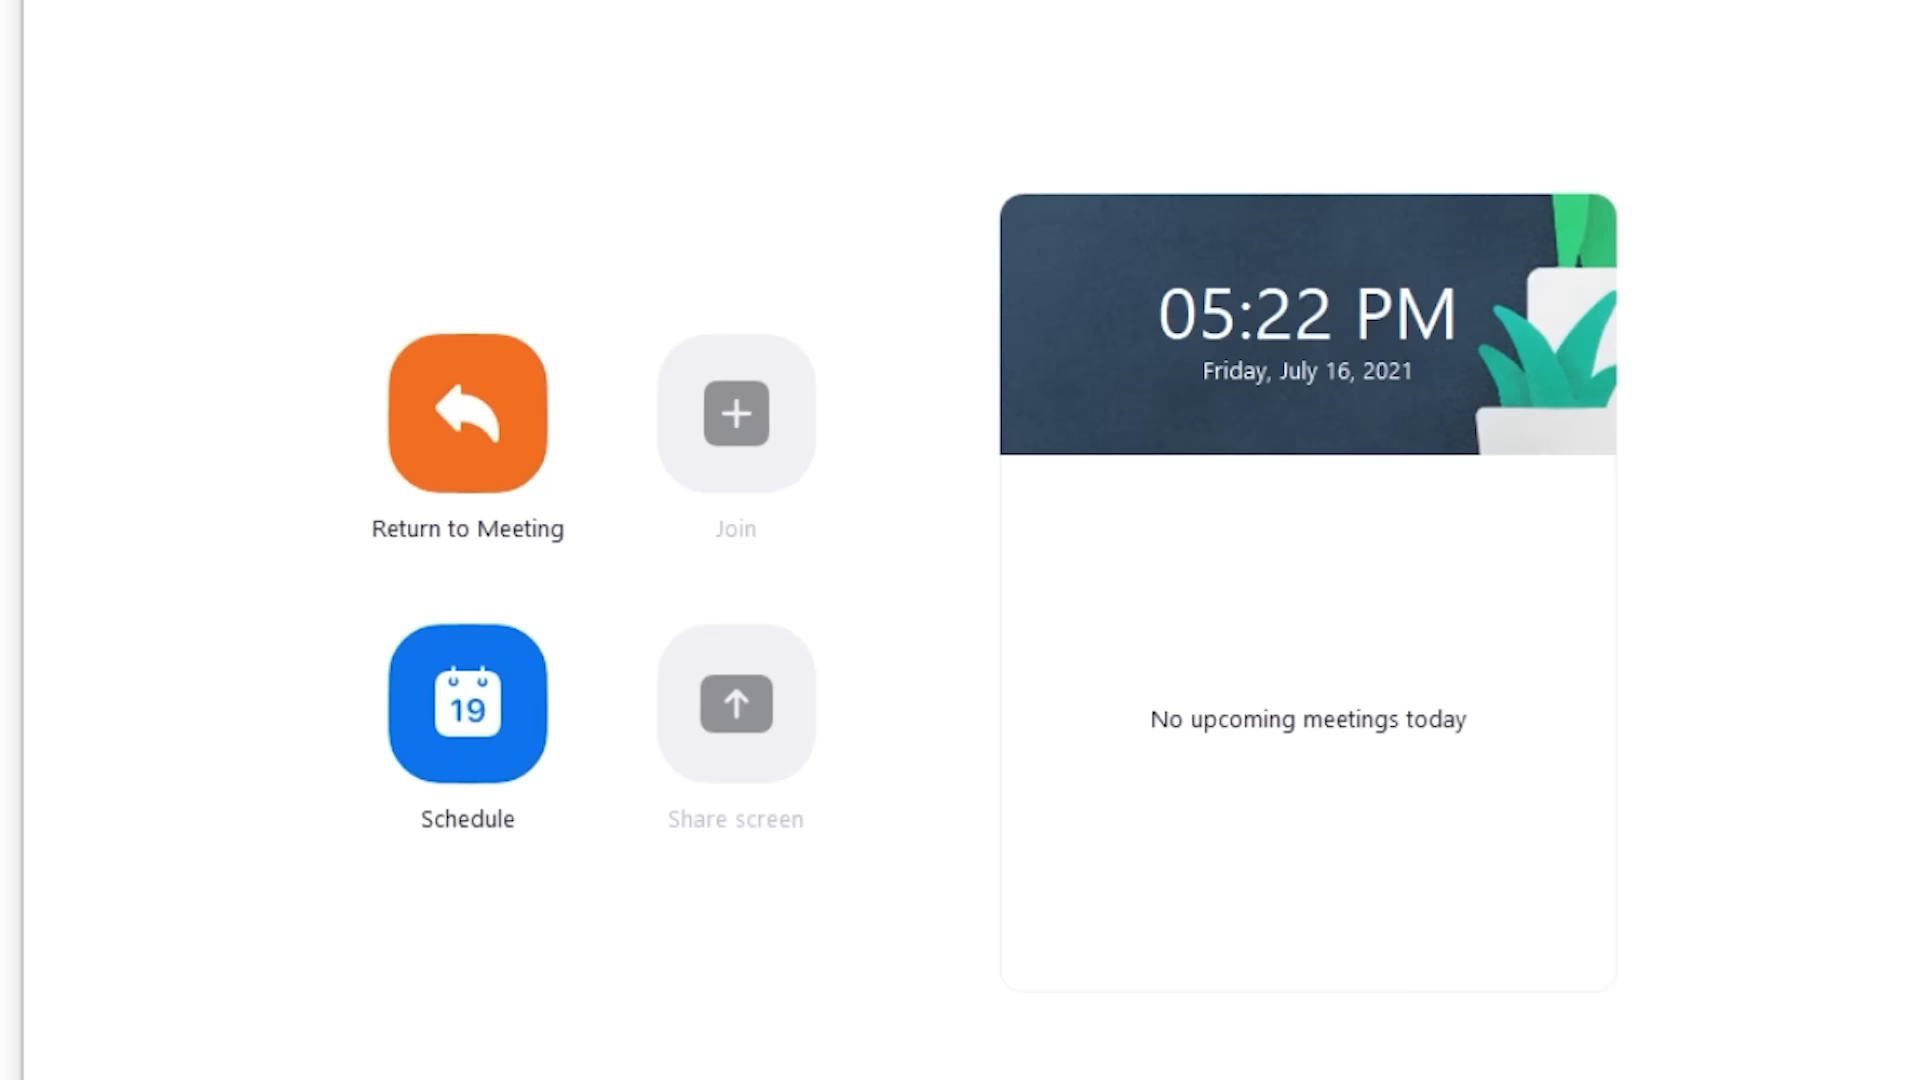 Return to Meeting
Join
19
Schedule
Share screen
05:22 PM
Friday, July 16, 2021
No upcoming meetings today